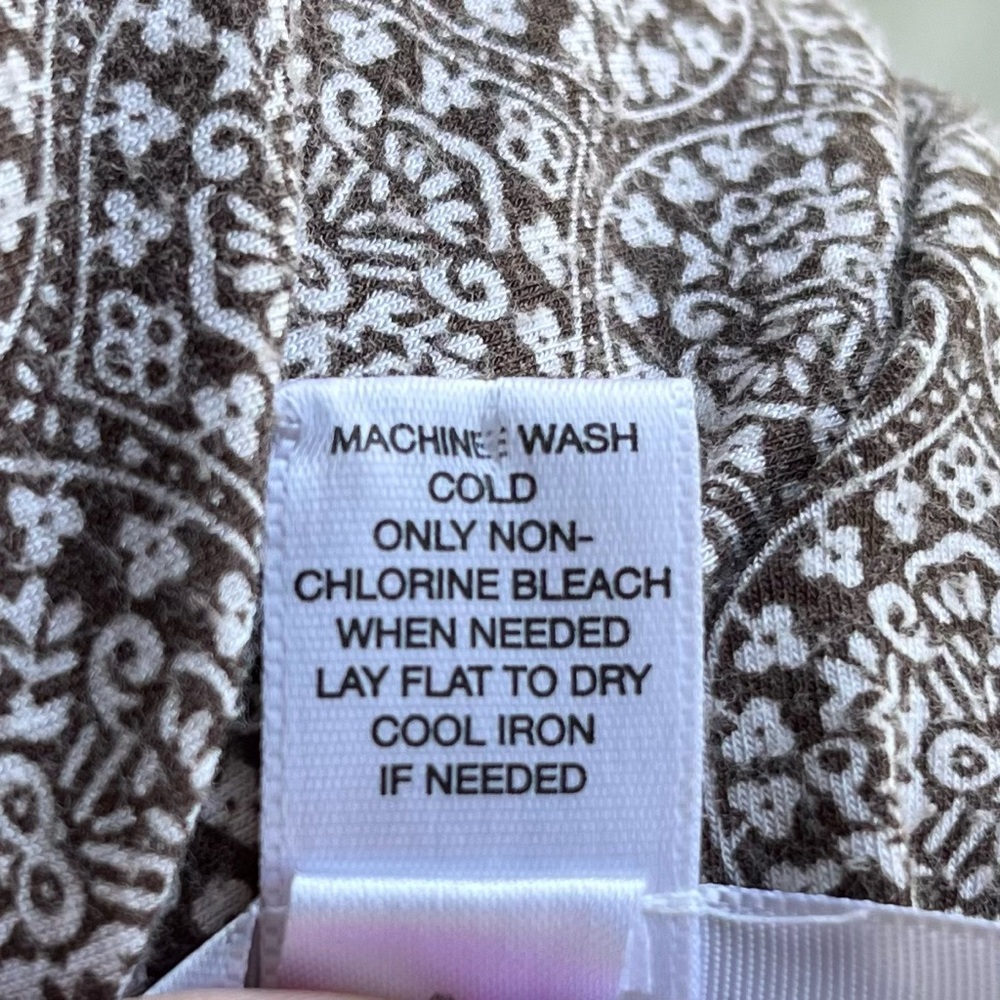 MACHINE WASH
COLD
ONLY NON-
CHLORINE BLEACH
WHEN NEEDED
LAY FLAT TO DRY
COOL IRON
IF NEEDED